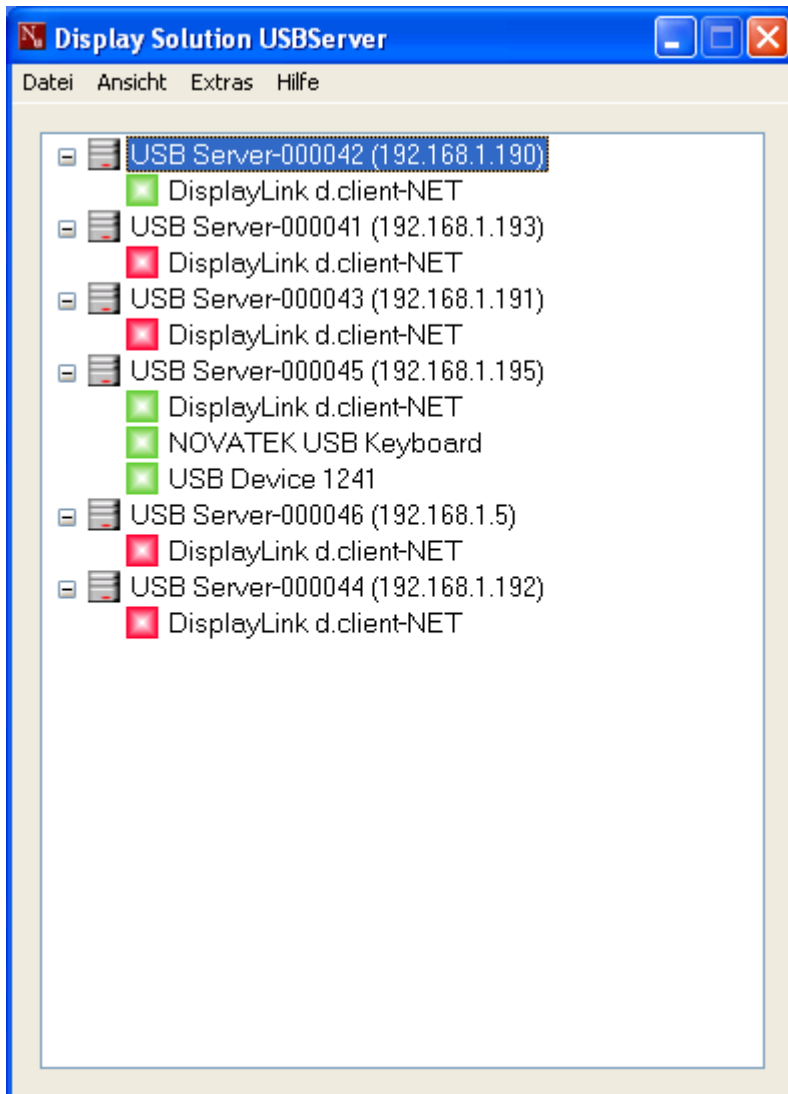 Display Solution USBServer
Datei Ansicht Extras Hilfe
USB Server-000042 (192.168.1.190)
DisplayLink d.client-NET
USB Server-000041 (192.168.1.193)
DisplayLink d.client-NET
USB Server-000043 (192.168.1.191)
DisplayLink d.client-NET
USB Server-000045 (192.168.1.195)
DisplayLink d.client-NET
NOVATEK USB Keyboard
USB Device 1241
USB Server-000046 (192.168.1.5)
DisplayLink d.client-NET
USB Server-000044 (192.168.1.192)
DisplayLink d.client-NET